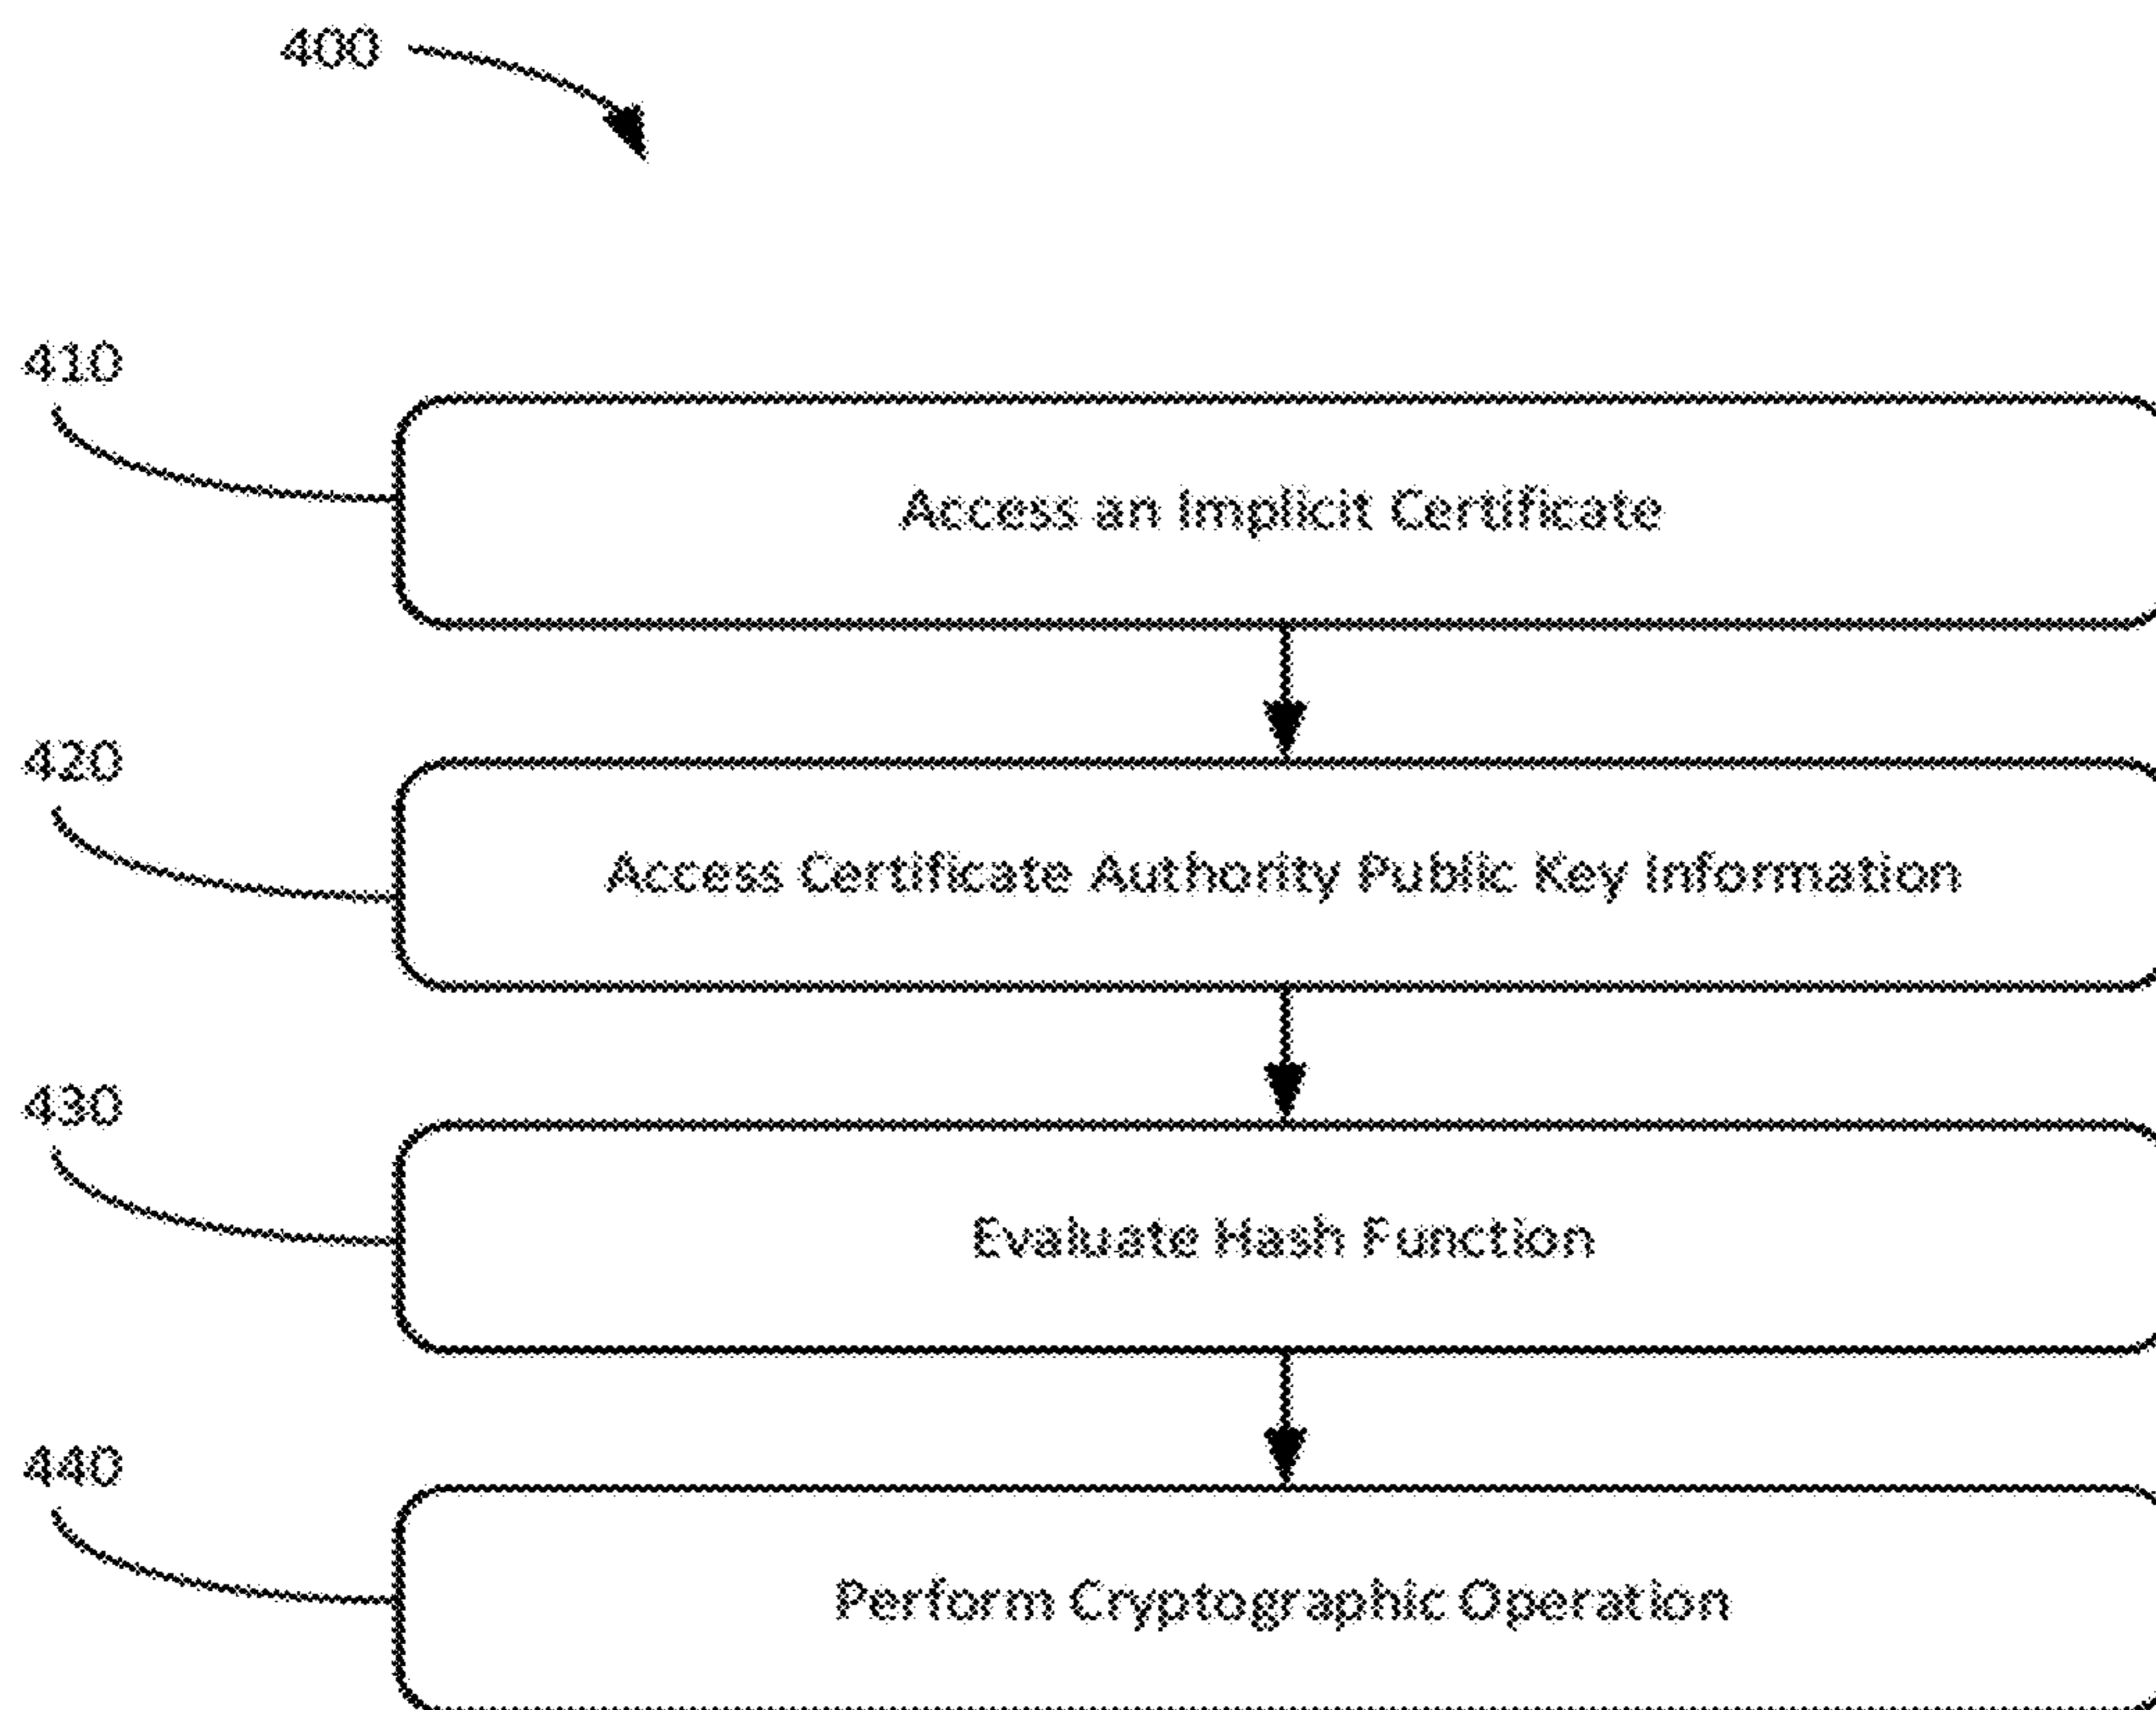 400
410
Access an Implicit Certificate
420
Access Certificate Authority Public Key Information
430
Evaluate Hash Function
440
Perform Cryptographic Operation